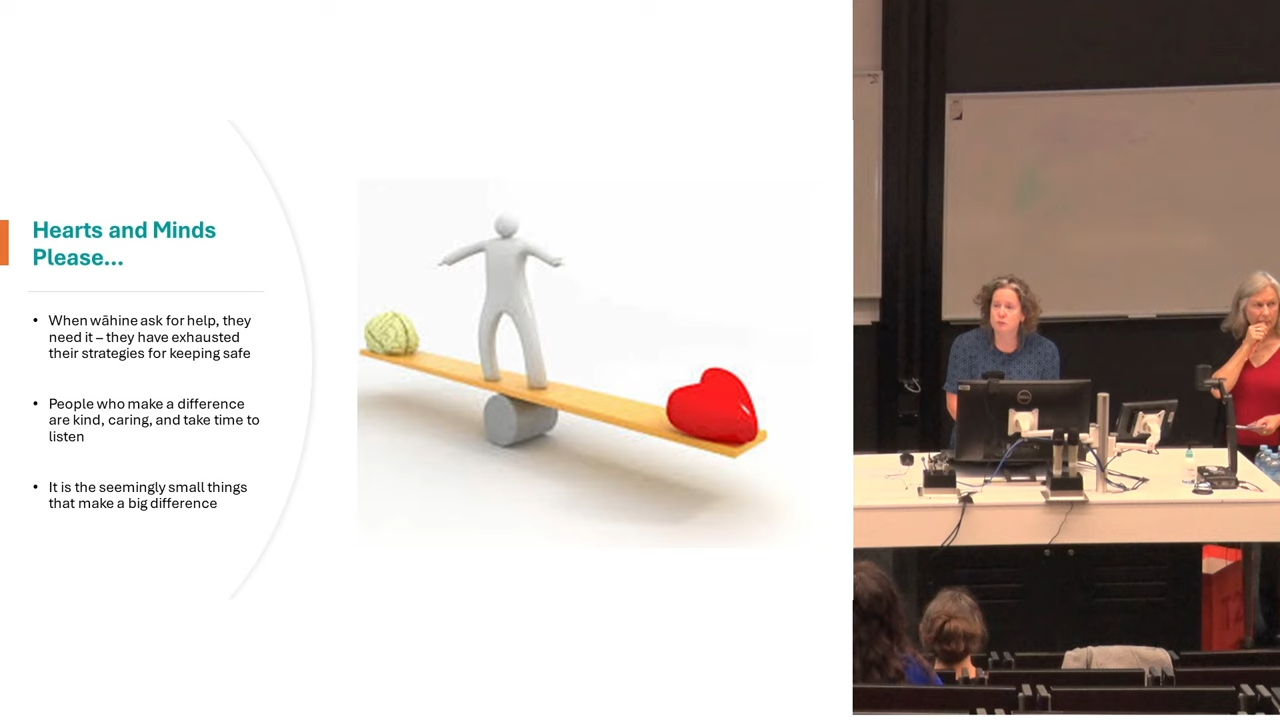 Hearts and Minds
Please...
• When wāhine ask for help, they
need it – they have exhausted
their strategies for keeping safe
• People who make a difference
are kind, caring, and take time to
listen
• It is the seemingly small things
that make a big difference
DELL